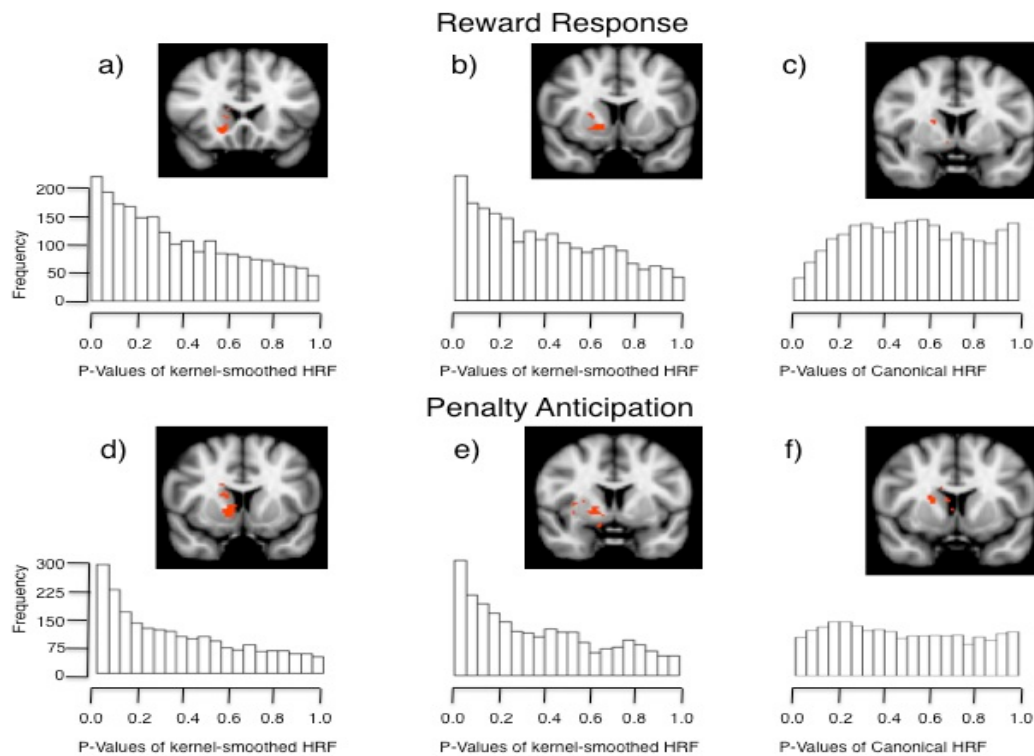 Reward Response
a)
b)
c)
Frequency
200
150
100
50
0
0.0 0.2 0.4 0.6 0.8 1.0
0.0 0.2 0.4 0.6 0.8 1.0
0.0 0.2 0.4 0.6 0.8 1.0
P-Values of kernel-smoothed HRF
P-Values of kernel-smoothed HRF
P-Values of Canonical HRF
Penalty Anticipation
d)
e)
f)
Frequency
300
225
150
75
0
0.0 0.2 0.4 0.6 0.8 1.0
0.0 0.2 0.4 0.6 0.8 1.0
0.0 0.2 0.4 0.6 0.8 1.0
P-Values of kernel-smoothed HRF
P-Values of kernel-smoothed HRF
P-Values of Canonical HRF